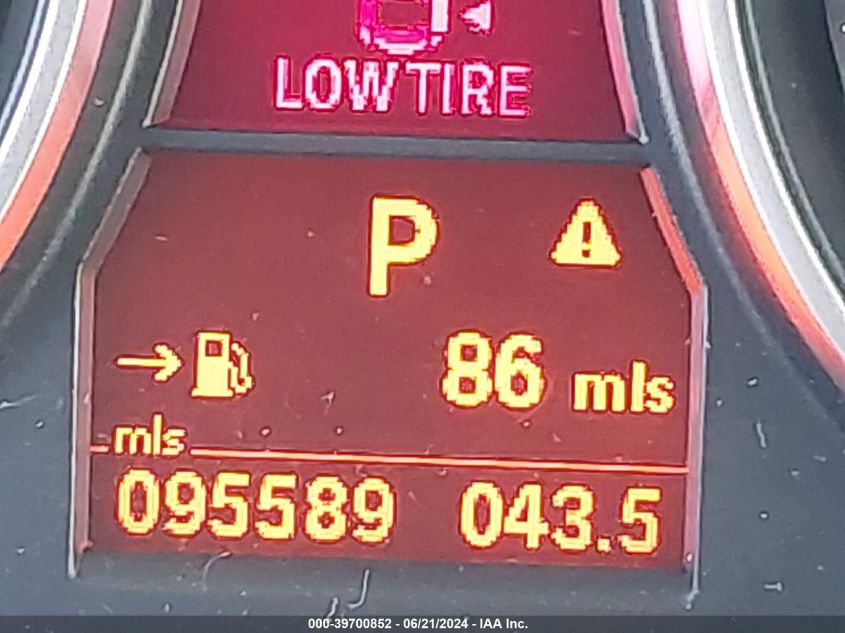 LOW TIRE
P
86 mls
mls
095589 043.5
000-39700852 - 06/21/2024 - IAA Inc.